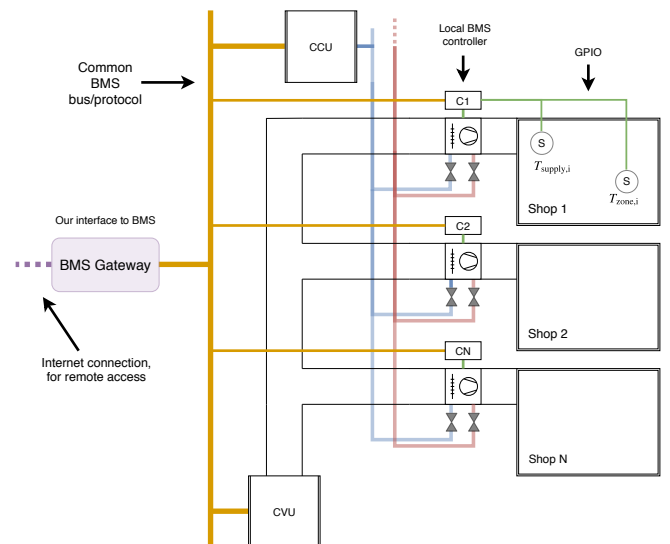 CCU
Local BMS
controller
GPIO
Common
BMS
bus/protocol
C1
S
T_supply,i
S
T_zone,i
Shop 1
Our interface to BMS
C2
BMS Gateway
Shop 2
Internet connection,
for remote access
CN
Shop N
CVU